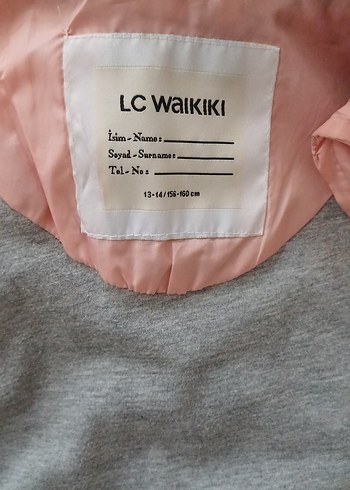 LC WAIKIKI
İsim - Name:
Soyad - Surname:
Tel - No :
13-14 / 156-160 cm